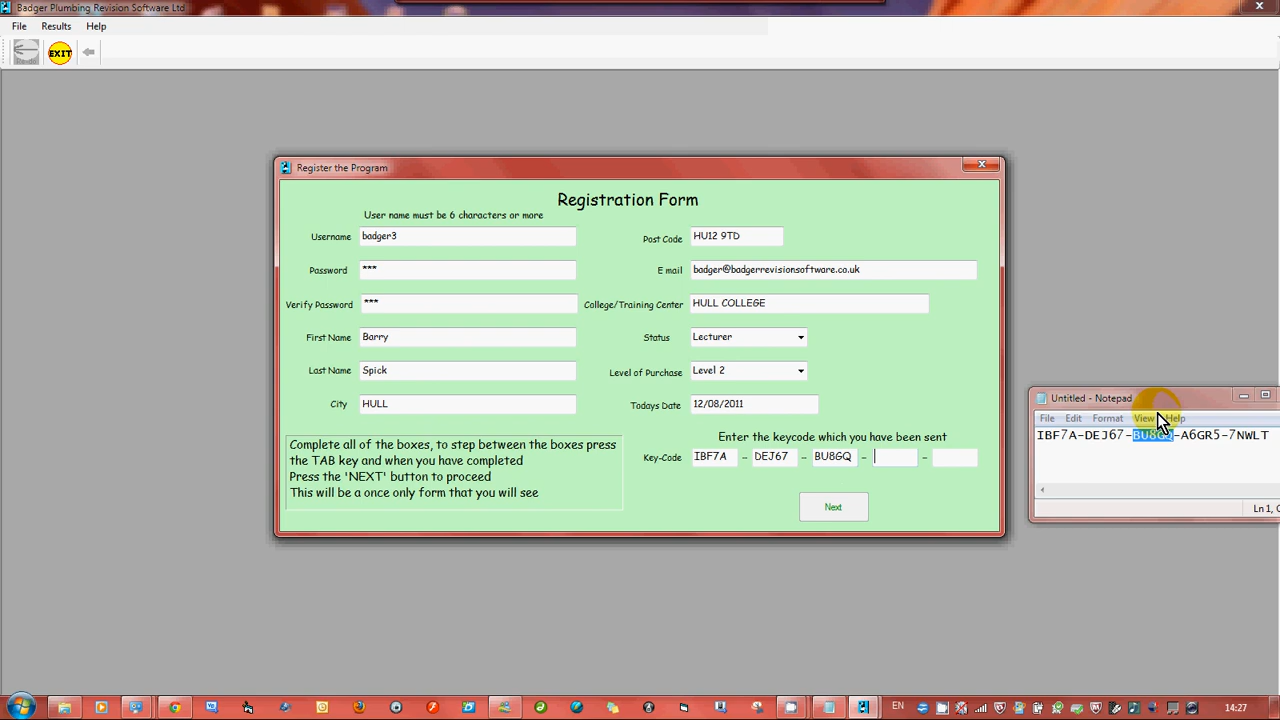 Badger Plumbing Revision Software Ltd
File Results Help
EXIT
Register the Program
Registration Form
User name must be 6 characters or more
Username badger3
Password ***
Verify Password ***
First Name Barry
Last Name Spick
City HULL
Post Code HU12 9TD
E mail badger@badgerrevisionsoftware.co.uk
College/Training Center HULL COLLEGE
Status Lecturer
Level of Purchase Level 2
Todays Date 12/08/2011
Complete all of the boxes, to step between the boxes press
the TAB key and when you have completed
Press the 'NEXT' button to proceed
This will be a once only form that you will see
Enter the keycode which you have been sent
Key-Code IBF7A - DEJ67 - BU8GQ - -
Next
Untitled - Notepad
File Edit Format View Help
IBF7A-DEJ67-BU8GQ-A6GR5-7NWLT
Ln 1, C
EN
14:27